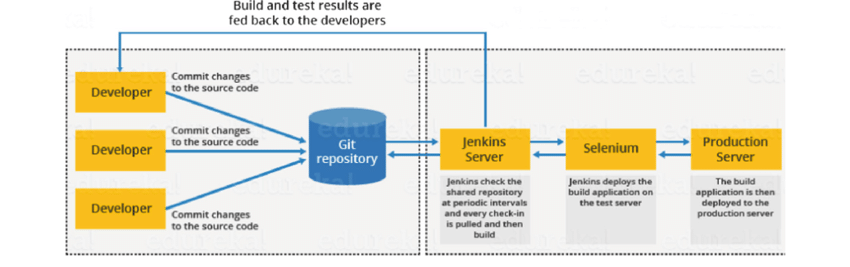 Build and test results are
fed back to the developers
edureka!
edureka!
edureka!
Commit changes
to the source code
Developer
Commit changes
to the source code
Developer
Developer
Commit changes
to the source code
Git
repository
Jenkins
Server
Selenium
Production
Server
Jenkins check the
shared repository
at periodic intervals
and every check-in
is pulled and then
build
Jenkins deploys the
build application on
the test server
The build
application is then
deployed to the
production server